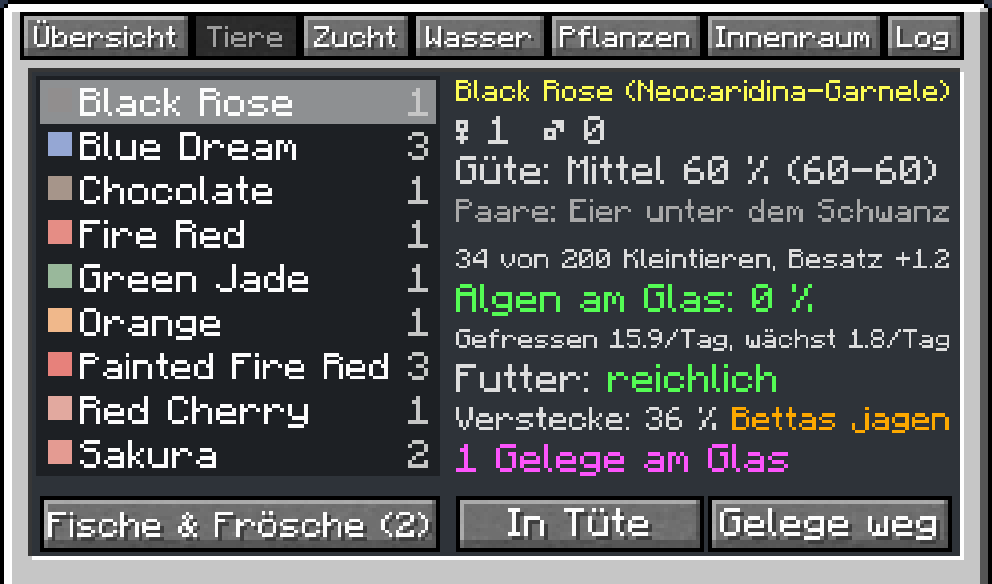 Übersicht Tiere Zucht Wasser Pflanzen Innenraum Log
Black Rose 1
Blue Dream 3
Chocolate 1
Fire Red 1
Green Jade 1
Orange 1
Painted Fire Red 3
Red Cherry 1
Sakura 2
Fische & Frösche (2)
Black Rose (Neocaridina-Garnele)
♀ 1 ♂ 0
Güte: Mittel 60 % (60-60)
Paare: Eier unter dem Schwanz
34 von 200 Kleintieren, Besatz +1.2
Algen am Glas: 0 %
Gefressen 15.9/Tag, wächst 1.8/Tag
Futter: reichlich
Verstecke: 36 % Bettas jagen
1 Gelege am Glas
In Tüte Gelege weg